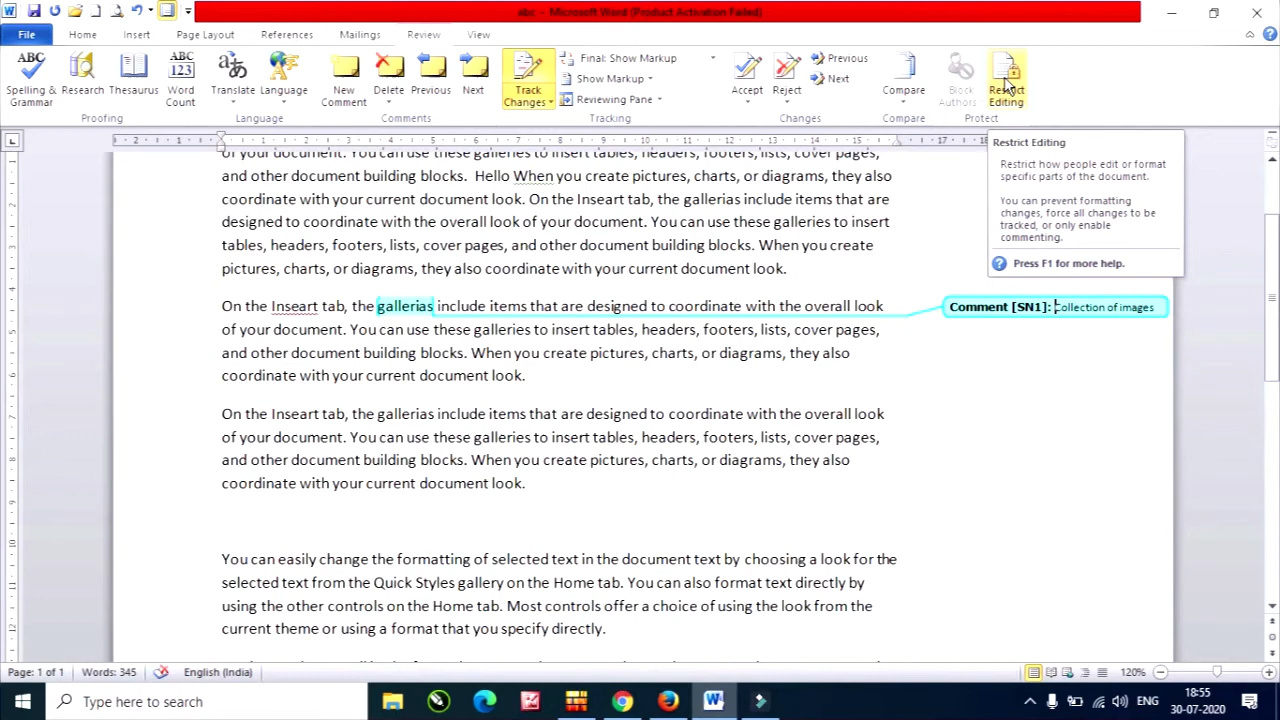 abc - Microsoft Word (Product Activation Failed)
File Home Insert Page Layout References Mailings Review View
ABC
Spelling & Grammar
Research
Thesaurus
ABC 123
Word Count
Proofing
Translate
Language
Language
New Comment
Delete
Previous
Next
Comments
Track Changes
Final: Show Markup
Show Markup
Reviewing Pane
Tracking
Accept
Reject
Previous
Next
Changes
Compare
Compare
Block Authors
Restrict Editing
Protect
Restrict Editing
Restrict how people edit or format
specific parts of the document.
You can prevent formatting
changes, force all changes to be
tracked, or only enable
commenting.
Press F1 for more help.
of your document. You can use these galleries to insert tables, headers, footers, lists, cover pages,
and other document building blocks. Hello When you create pictures, charts, or diagrams, they also
coordinate with your current document look. On the Inseart tab, the galleries include items that are
designed to coordinate with the overall look of your document. You can use these galleries to insert
tables, headers, footers, lists, cover pages, and other document building blocks. When you create
pictures, charts, or diagrams, they also coordinate with your current document look.
On the Inseart tab, the gallerias include items that are designed to coordinate with the overall look
Comment [SN1]: Collection of images
of your document. You can use these galleries to insert tables, headers, footers, lists, cover pages,
and other document building blocks. When you create pictures, charts, or diagrams, they also
coordinate with your current document look.
On the Inseart tab, the gallerias include items that are designed to coordinate with the overall look
of your document. You can use these galleries to insert tables, headers, footers, lists, cover pages,
and other document building blocks. When you create pictures, charts, or diagrams, they also
coordinate with your current document look.
You can easily change the formatting of selected text in the document text by choosing a look for the
selected text from the Quick Styles gallery on the Home tab. You can also format text directly by
using the other controls on the Home tab. Most controls offer a choice of using the look from the
current theme or using a format that you specify directly.
Page: 1 of 1 Words: 345 English (India) 120%
Type here to search
ENG
18:55
30-07-2020